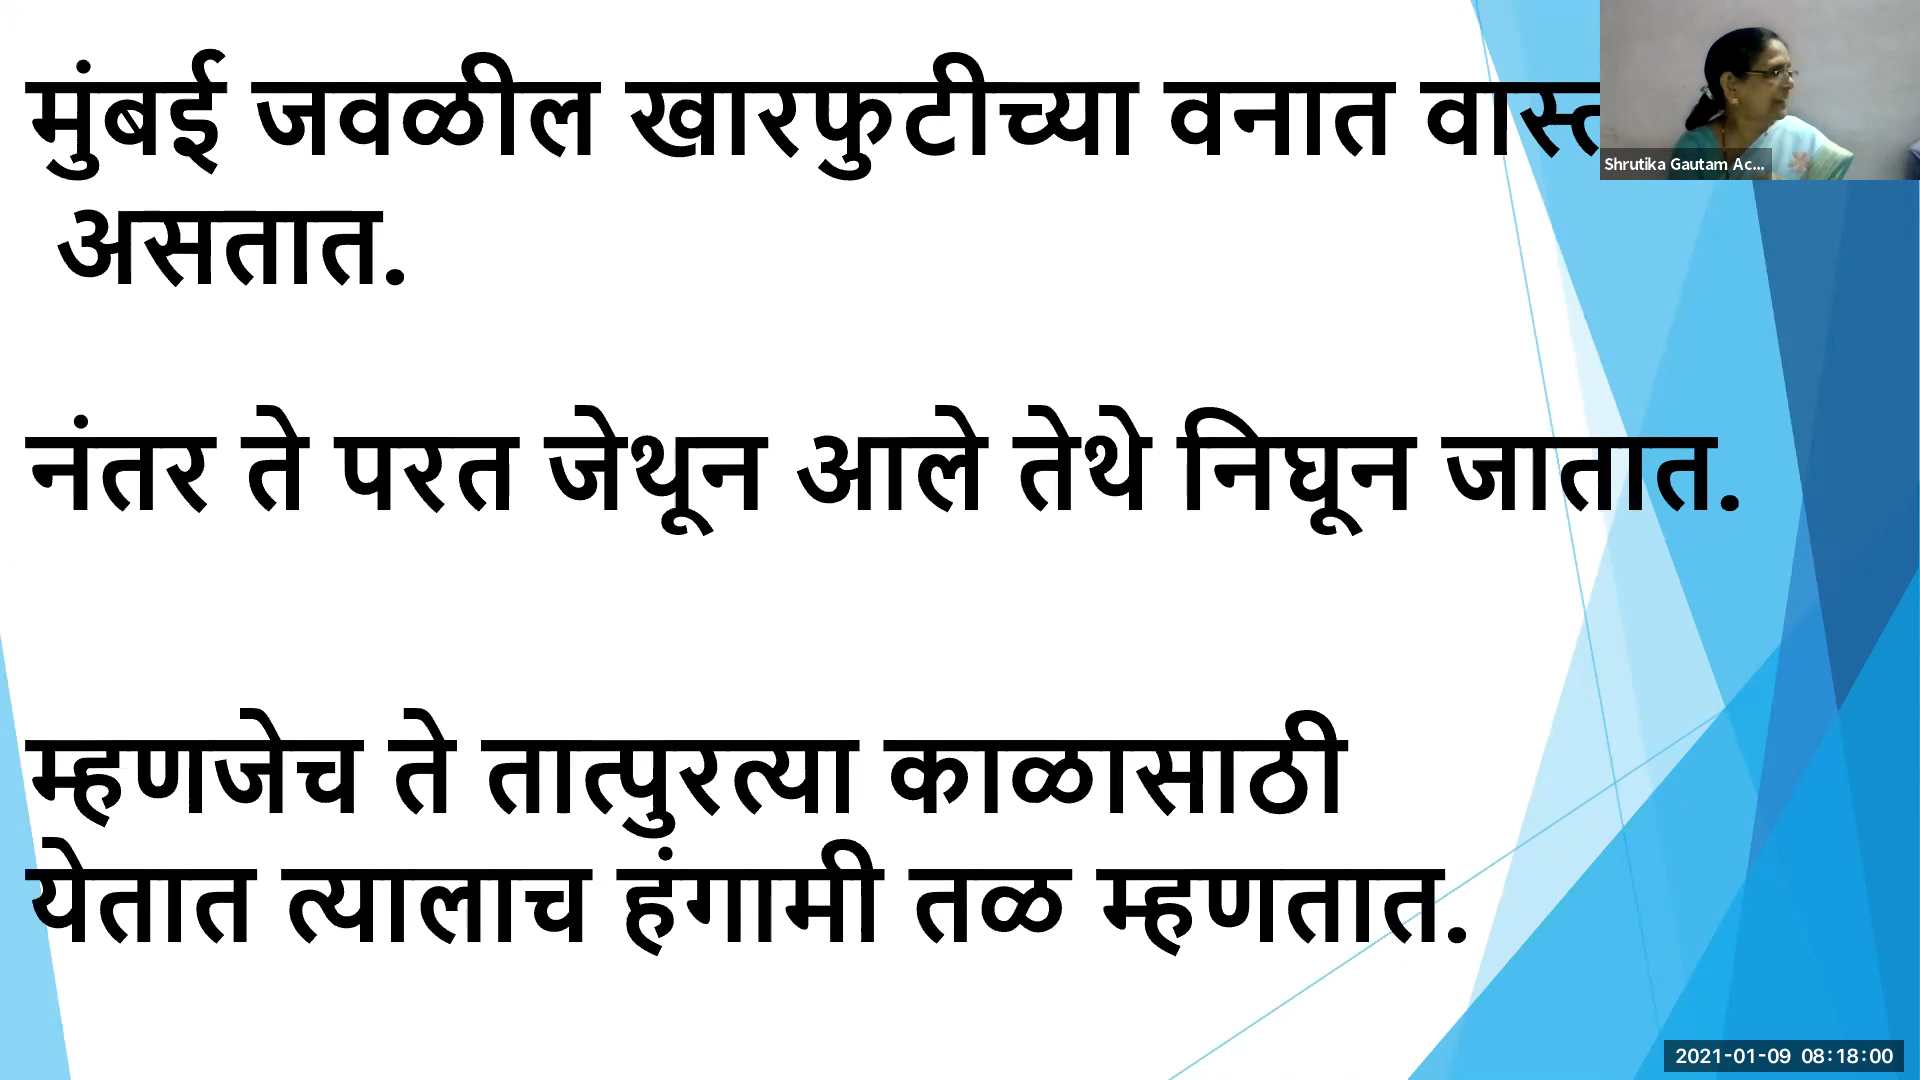 मुंबई जवळील खारफुटीच्या वनात
असतात.
नंतर ते परत जेथून आले तेथे निघून जातात.
म्हणजेच ते तात्पुरत्या काळासाठी
येतात त्यालाच हंगामी तळ म्हणतात.
Shrutika Gautam Ac...
2021-01-09 08:18:00